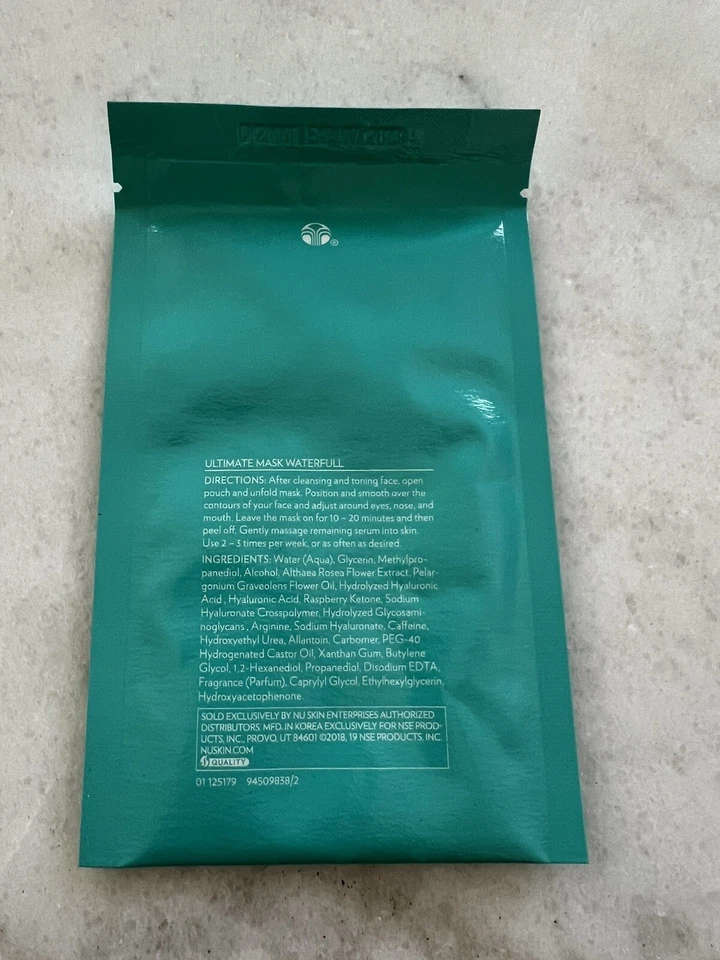 ®
ULTIMATE MASK WATERFULL
DIRECTIONS: After cleansing and toning face, open
pouch and unfold mask. Position and smooth over the
contours of your face and adjust around eyes, nose, and
mouth. Leave the mask on for 10 – 20 minutes and then
peel off. Gently massage remaining serum into skin.
Use 2 – 3 times per week, or as often as desired.
INGREDIENTS: Water (Aqua), Glycerin, Methylpro-
panediol, Alcohol, Althaea Rosea Flower Extract, Pelar-
gonium Graveolens Flower Oil, Hydrolyzed Hyaluronic
Acid, Hyaluronic Acid, Raspberry Ketone, Sodium
Hyaluronate Crosspolymer, Hydrolyzed Glycosami-
noglycans, Arginine, Sodium Hyaluronate, Caffeine,
Hydroxyethyl Urea, Allantoin, Carbomer, PEG-40
Hydrogenated Castor Oil, Xanthan Gum, Butylene
Glycol, 1,2-Hexanediol, Propanediol, Disodium EDTA,
Fragrance (Parfum), Caprylyl Glycol, Ethylhexylglycerin,
Hydroxyacetophenone.
SOLD EXCLUSIVELY BY NU SKIN ENTERPRISES AUTHORIZED
DISTRIBUTORS. MFD. IN KOREA EXCLUSIVELY FOR NSE PROD-
UCTS, INC., PROVO, UT 84601 ©2018, 19 NSE PRODUCTS, INC.
NUSKIN.COM
6S QUALITY
01 125179 94509838/2